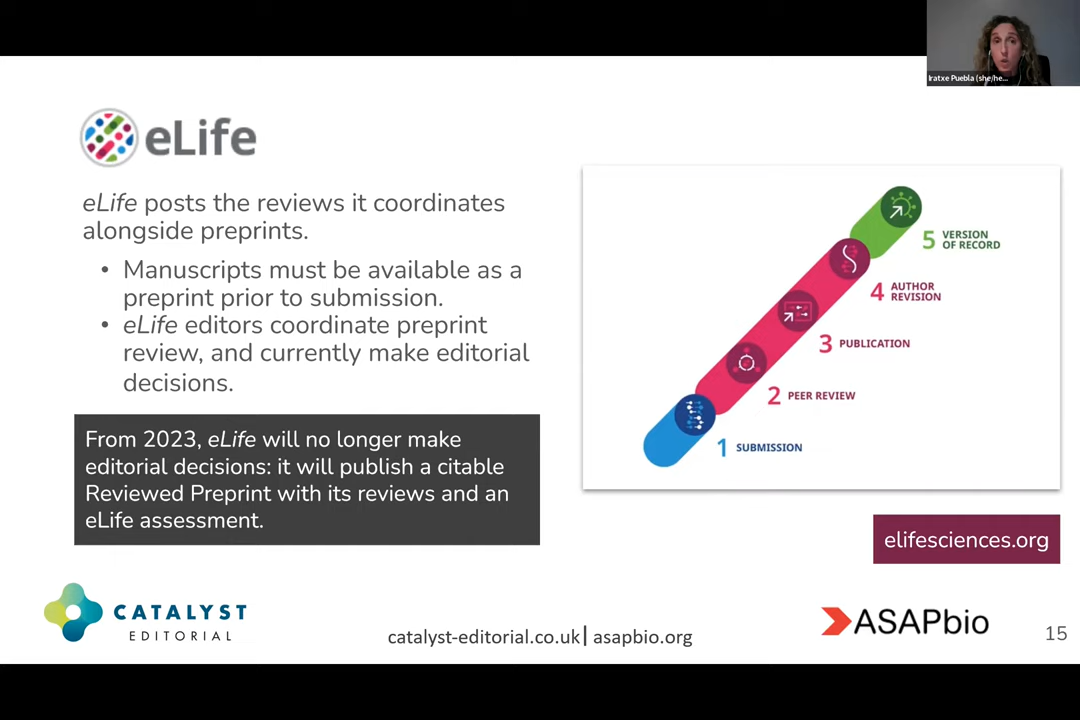 Iratxe Puebla (she/he...
eLife
eLife posts the reviews it coordinates
alongside preprints.
• Manuscripts must be available as a
preprint prior to submission.
• eLife editors coordinate preprint
review, and currently make editorial
decisions.
From 2023, eLife will no longer make
editorial decisions: it will publish a citable
Reviewed Preprint with its reviews and an
eLife assessment.
5 VERSION
OF RECORD
4 AUTHOR
REVISION
3 PUBLICATION
2 PEER REVIEW
1 SUBMISSION
elifesciences.org
CATALYST
EDITORIAL
catalyst-editorial.co.uk| asapbio.org
ASAPbio
15